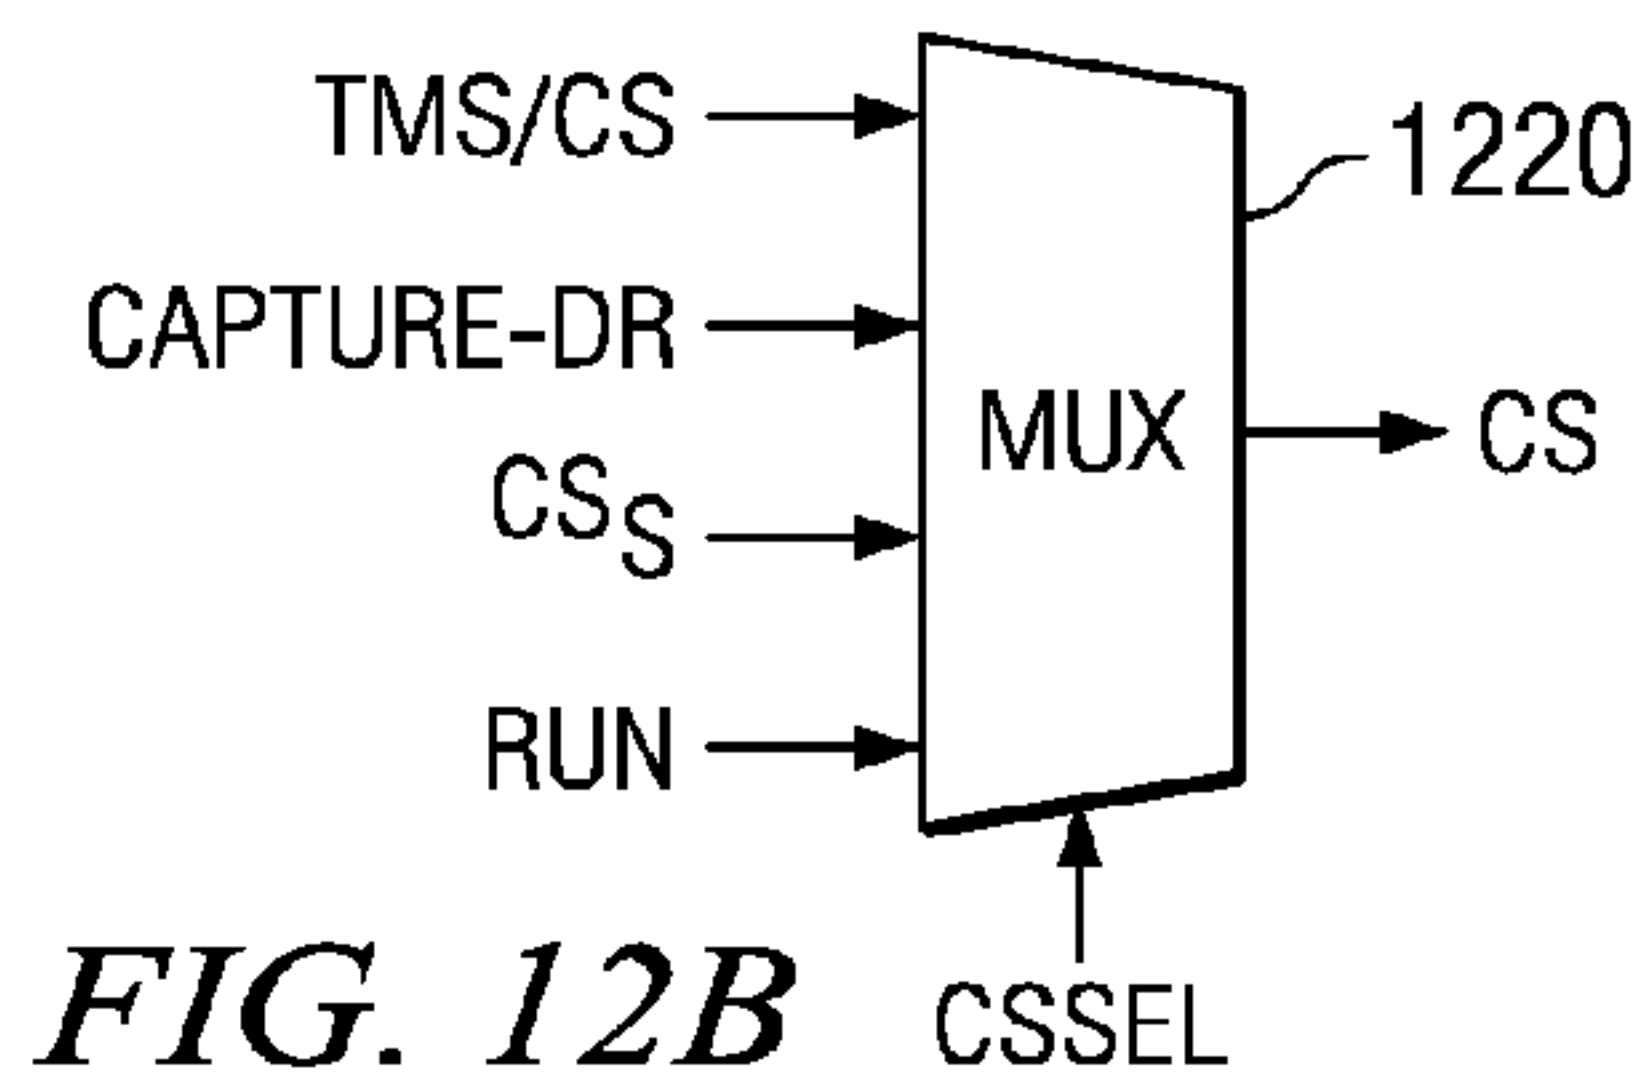 TMS/CS
1220
CAPTURE-DR
MUX
CS
CSS
RUN
CSSEL
FIG. 12B